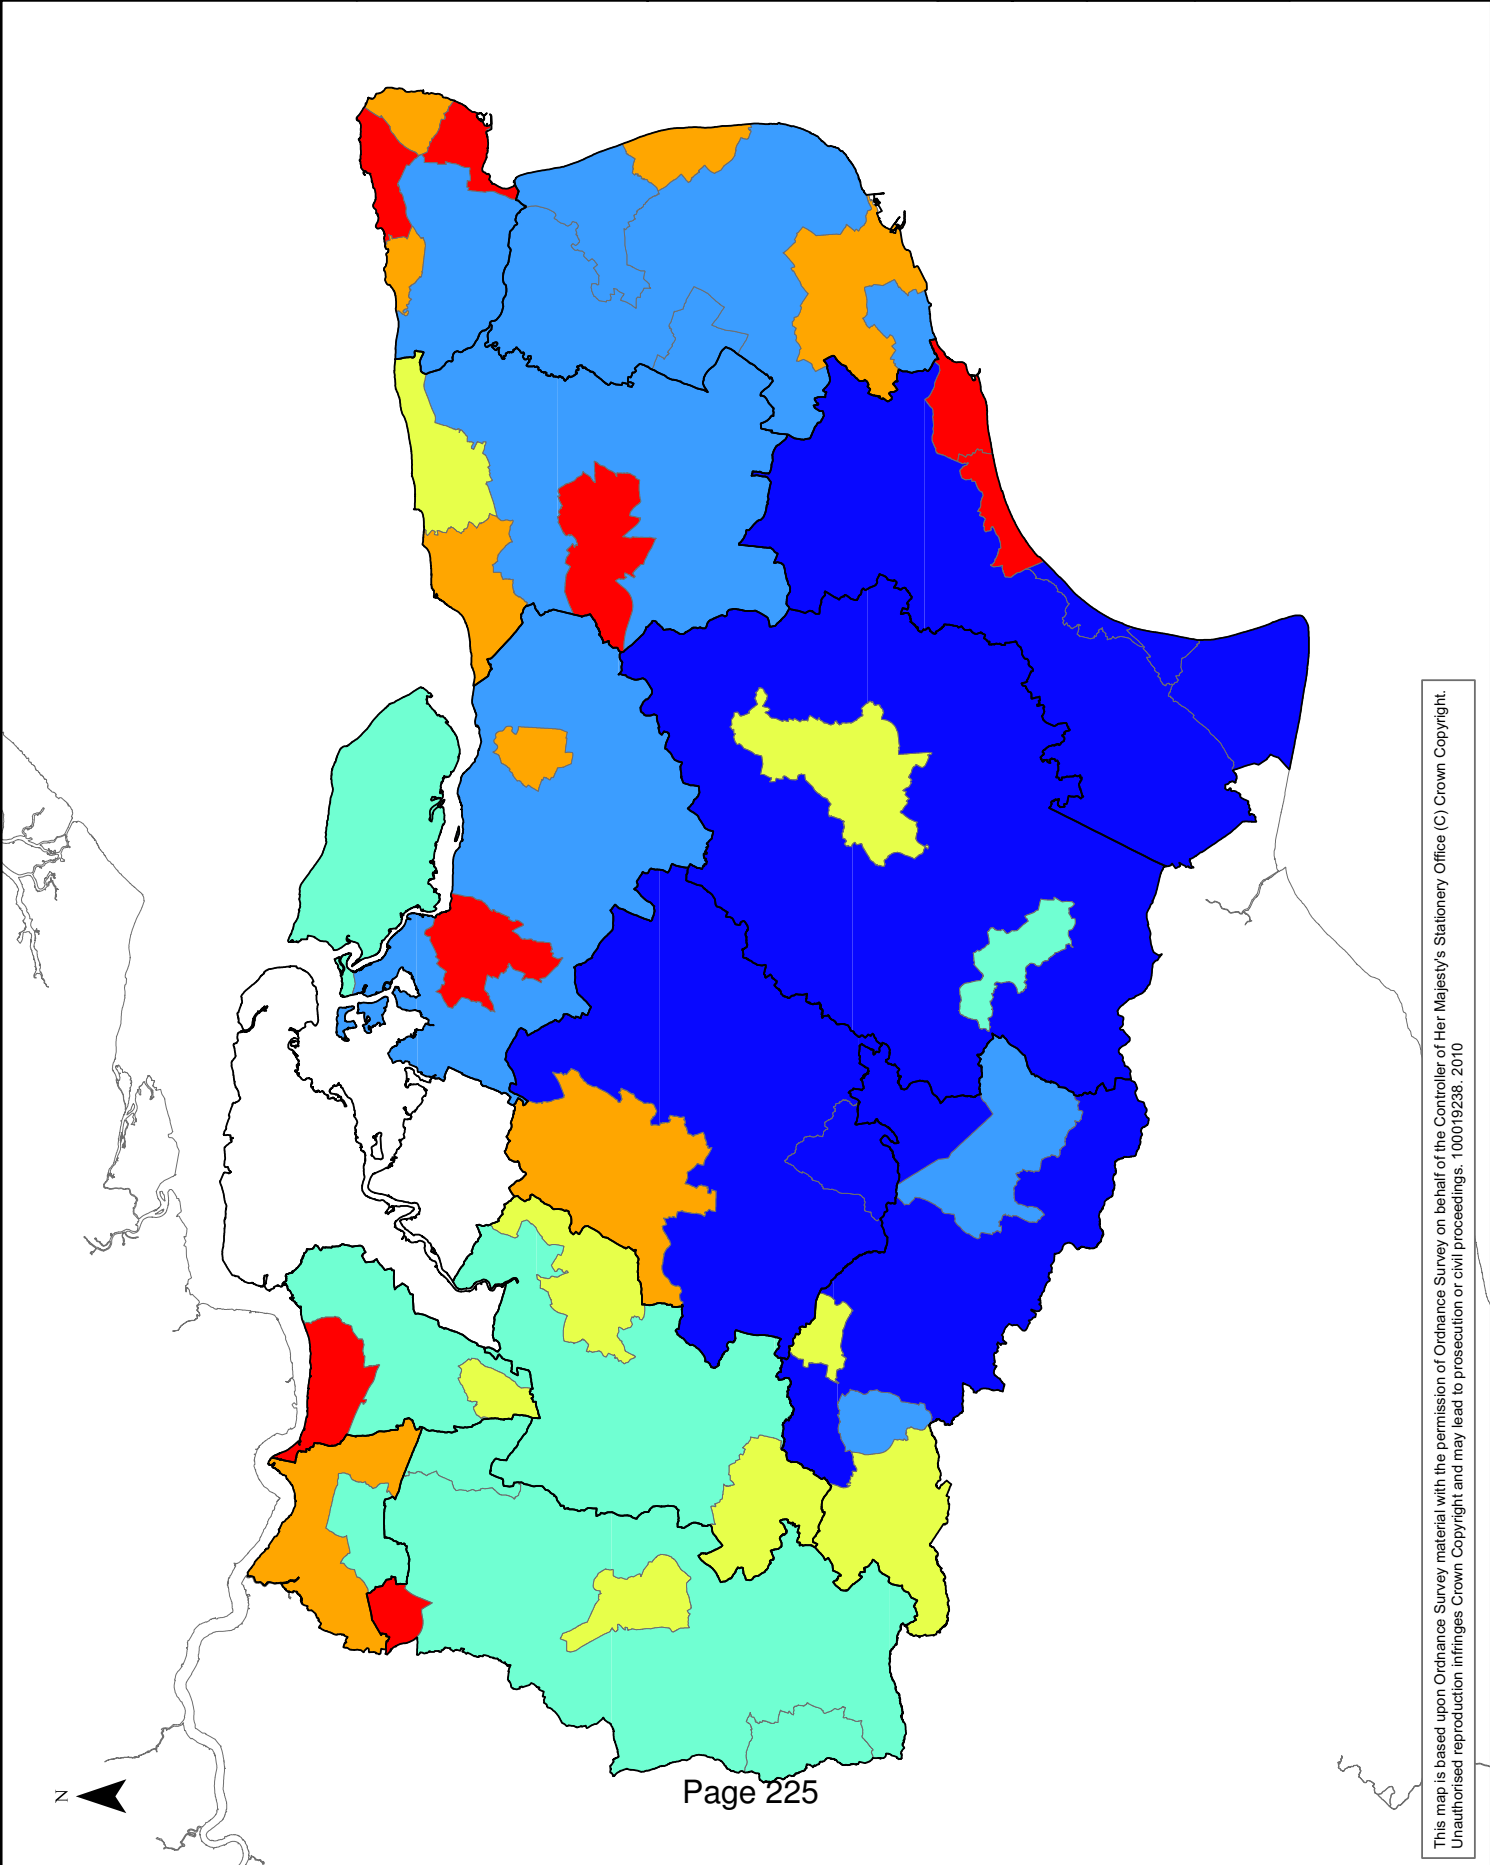 This map is based upon Ordnance Survey material with the permission of Ordnance Survey on behalf of the Controller of Her Majesty's Stationery Office (C) Crown Copyright.
Unauthorised reproduction infringes Crown Copyright and may lead to prosecution or civil proceedings. 100019238. 2010
N
Page 225